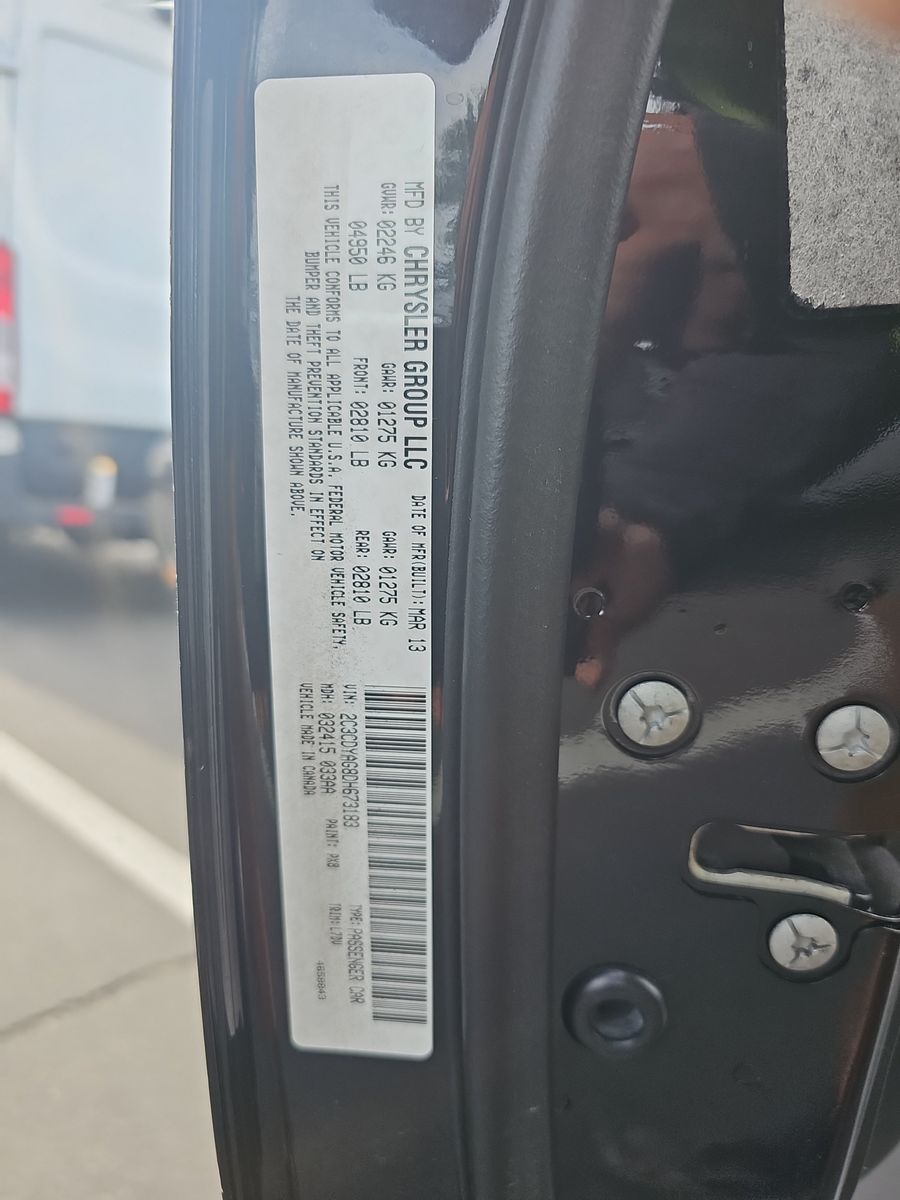 MFD BY CHRYSLER GROUP LLC DATE OF MFR(BUILT):MAR 13
GVWR: 02246 KG GAWR: 01275 KG GAWR: 01275 KG
04950 LB FRONT: 02810 LB REAR: 02810 LB
THIS VEHICLE CONFORMS TO ALL APPLICABLE U.S.A. FEDERAL MOTOR VEHICLE SAFETY,
BUMPER AND THEFT PREVENTION STANDARDS IN EFFECT ON
THE DATE OF MANUFACTURE SHOWN ABOVE.
VIN: 2C3CDYAG8DH673183 TYPE: PASSENGER CAR
MDH: 032415 033AA PAINT: PX8 TRIM: L7DV
VEHICLE MADE IN CANADA 4658843